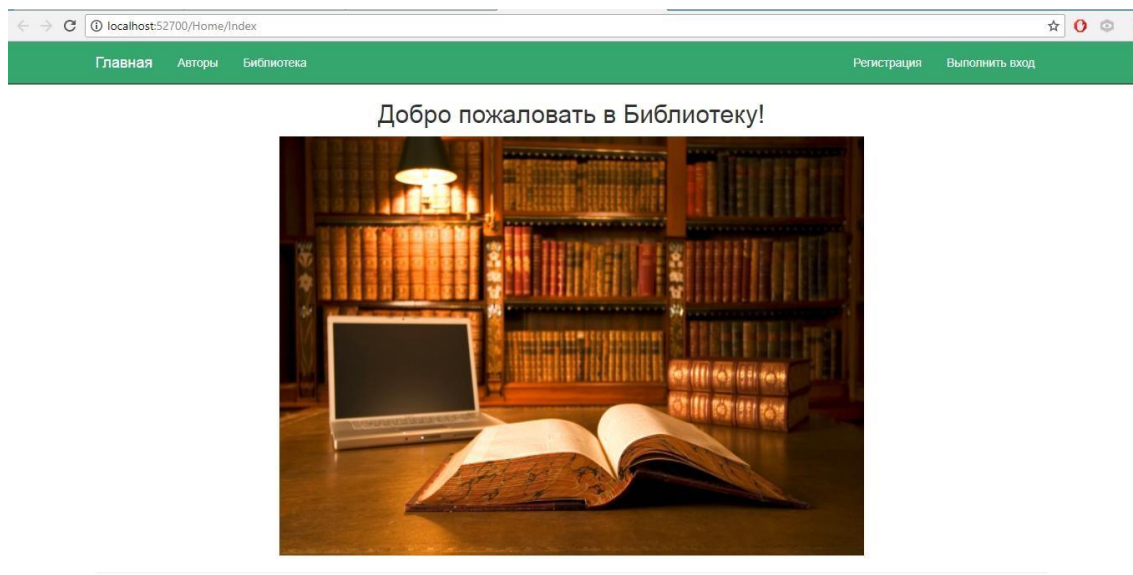 localhost:52700/Home/Index
Главная Авторы Библиотека Регистрация Выполнить вход
Добро пожаловать в Библиотеку!